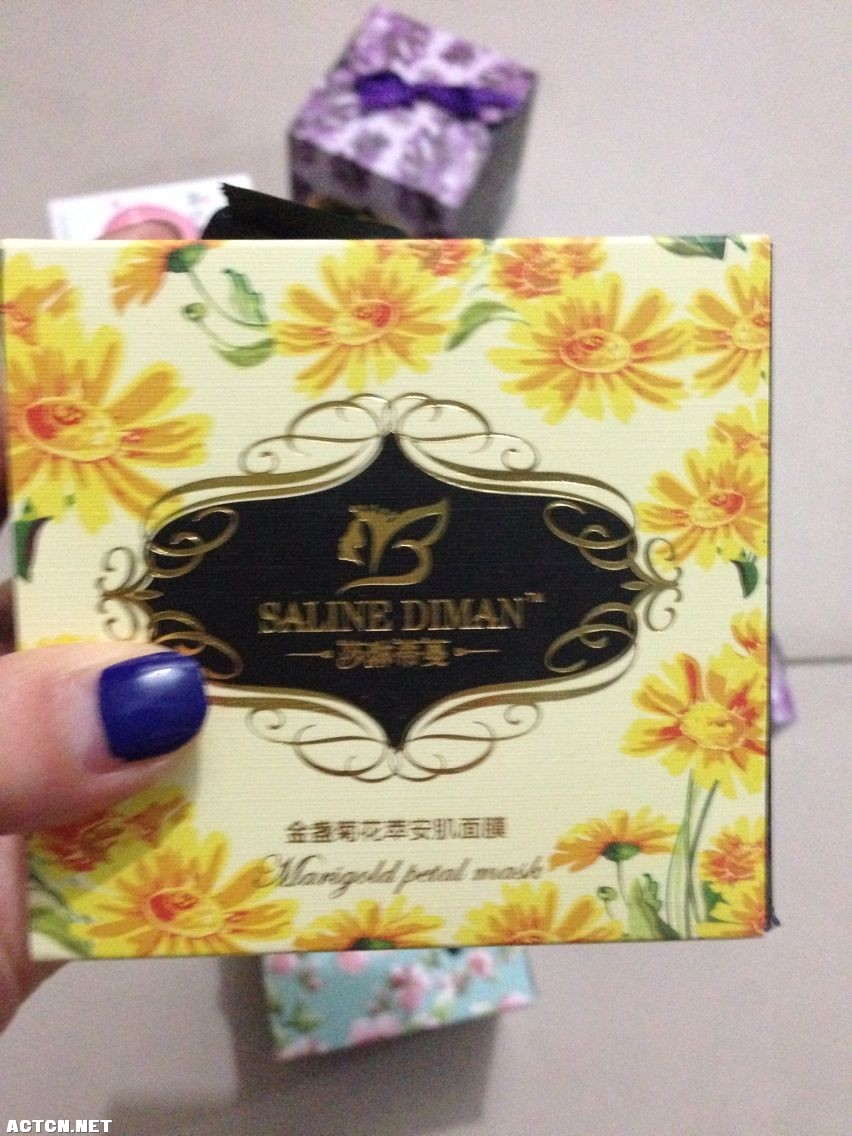 SALINE DIMAN™
莎琳蒂蔓
金盏菊花萃安肌面膜
Marigold petal mask
ACTCN.NET